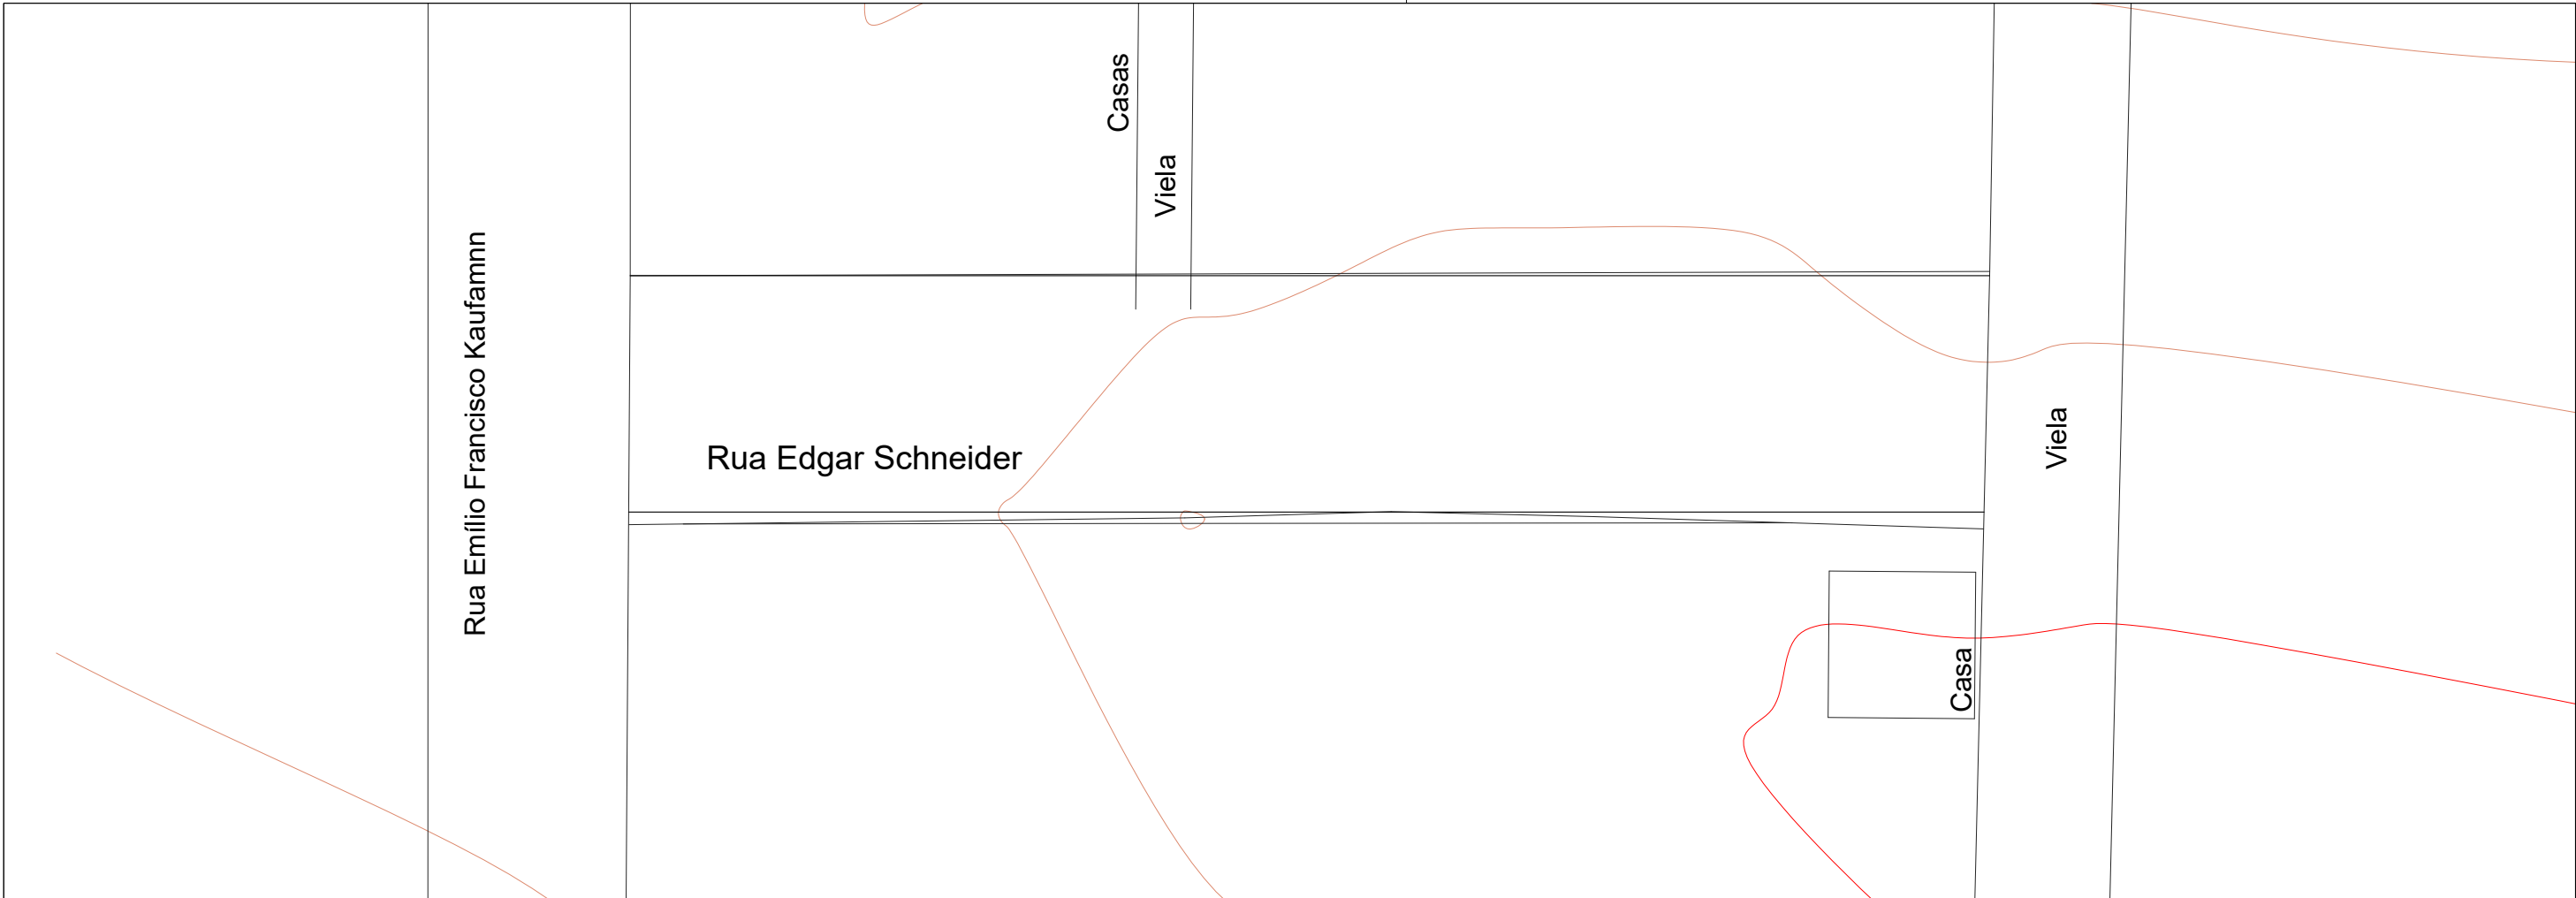 Casas
Viela
Rua Emílio Francisco Kaufamnn
Rua Edgar Schneider
Viela
Casa